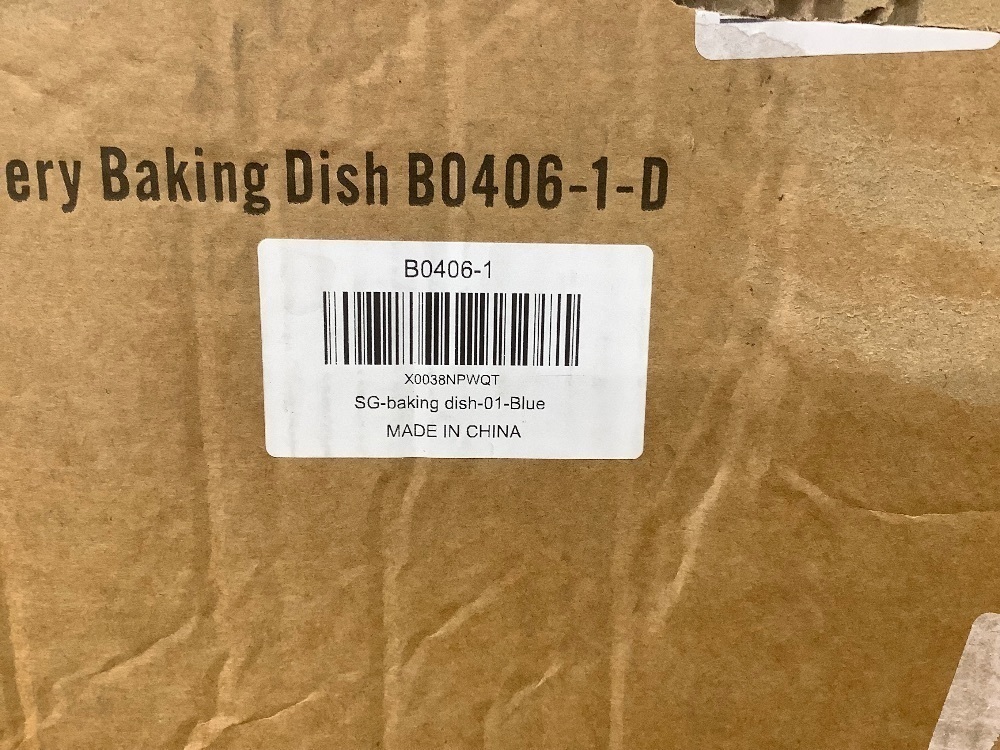 ery Baking Dish B0406-1-D
B0406-1
X0038NPWQT
SG-baking dish-01-Blue
MADE IN CHINA